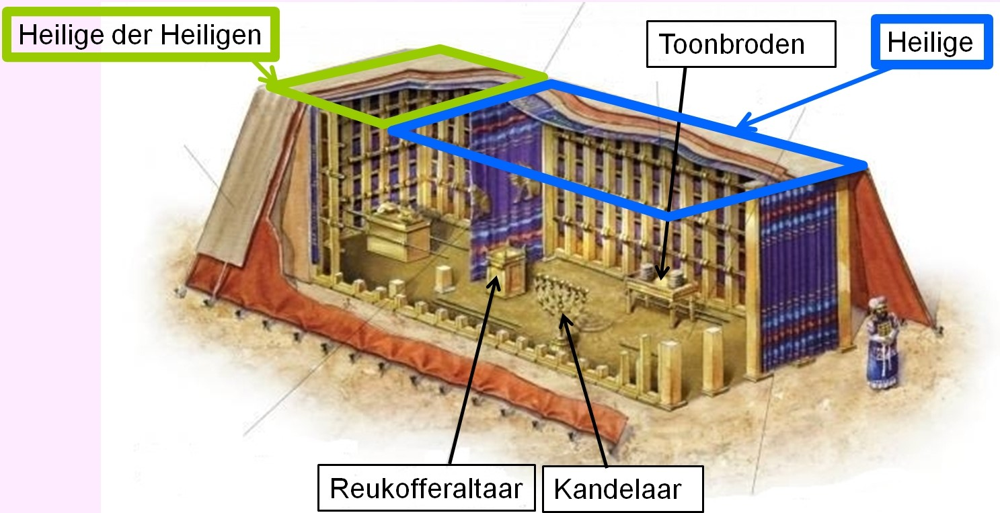 Heilige der Heiligen
Toonbroden
Heilige
Reukofferaltaar
Kandelaar